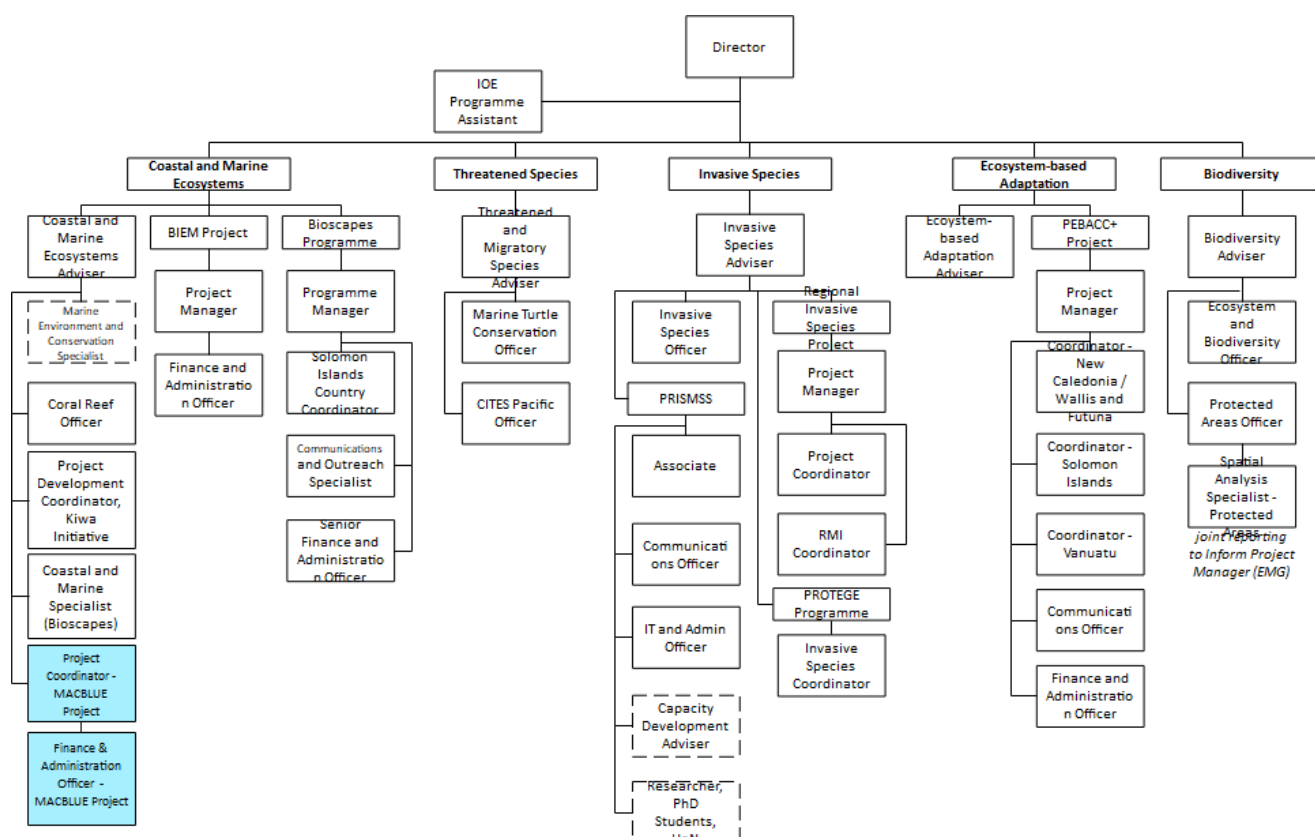 Director
IOE
Programme
Assistant
Coastal and Marine
Ecosystems
Threatened Species
Invasive Species
Ecosystem-based
Adaptation
Biodiversity
Coastal and
Marine
Ecosystems
Adviser
BIEM Project
Bioscapes
Programme
Threatened
and
Migratory
Species
Adviser
Invasive
Species
Adviser
Ecoystem-
based
Adaptation
Adviser
PEBACC+
Project
Biodiversity
Adviser
Marine
Environment and
Conservation
Specialist
Project
Manager
Programme
Manager
Marine Turtle
Conservation
Officer
Invasive
Species
Officer
Regional
Invasive
Species
Project
Project
Manager
Ecosystem
and
Biodiversity
Officer
Coral Reef
Officer
Finance and
Administratio
n Officer
Solomon
Islands
Country
Coordinator
CITES Pacific
Officer
PRISMSS
Project
Manager
Coordinator -
New
Caledonia /
Wallis and
Futuna
Protected
Areas Officer
Project
Development
Coordinator,
Kiwa
Initiative
Communications
and Outreach
Specialist
Associate
Project
Coordinator
Coordinator -
Solomon
Islands
Spatial
Analysis
Specialist -
Protected
Areas
joint reporting
to Inform Project
Manager (EMG)
Coastal and
Marine
Specialist
(Bioscapes)
Senior
Finance and
Administratio
n Officer
Communicati
ons Officer
RMI
Coordinator
Coordinator -
Vanuatu
Project
Coordinator -
MACBLUE
Project
IT and Admin
Officer
PROTEGE
Programme
Invasive
Species
Coordinator
Communicati
ons Officer
Finance &
Administration
Officer -
MACBLUE Project
Capacity
Development
Adviser
Finance and
Administratio
n Officer
Researcher,
PhD
Students,